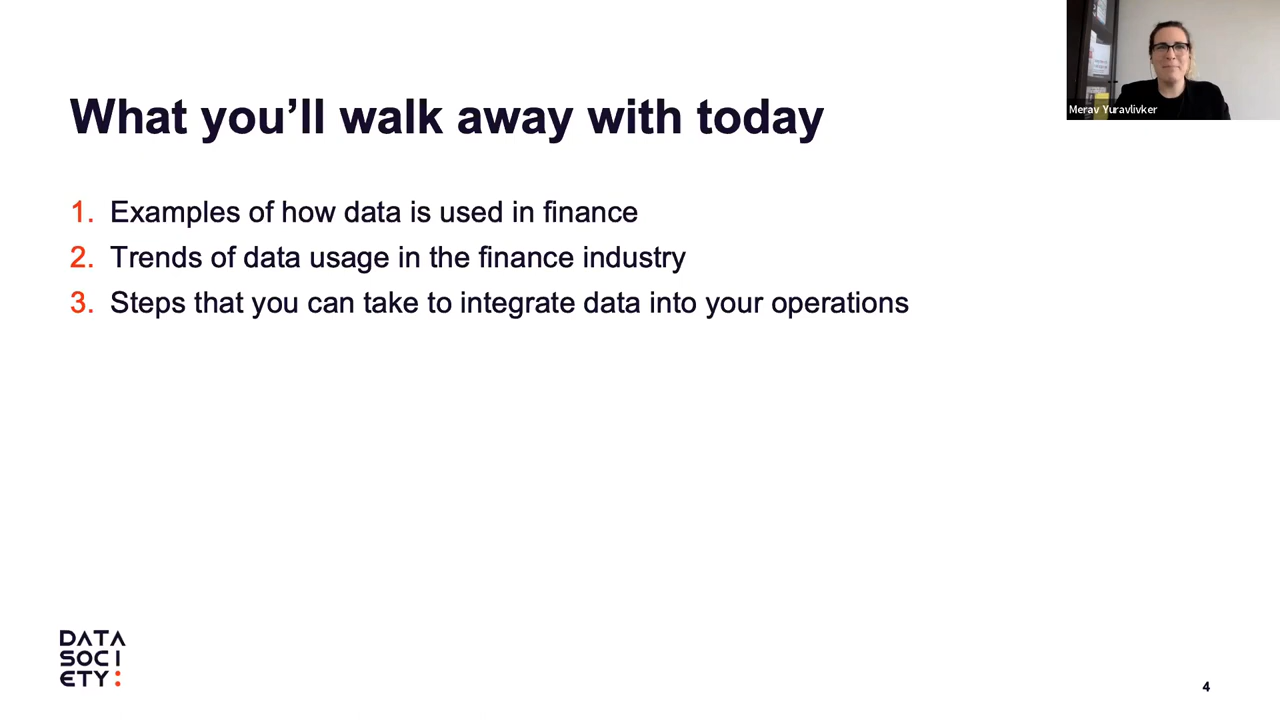 Merav Yuravlivker
What you’ll walk away with today
1. Examples of how data is used in finance
2. Trends of data usage in the finance industry
3. Steps that you can take to integrate data into your operations
DATA
SOCI
ETY:
4